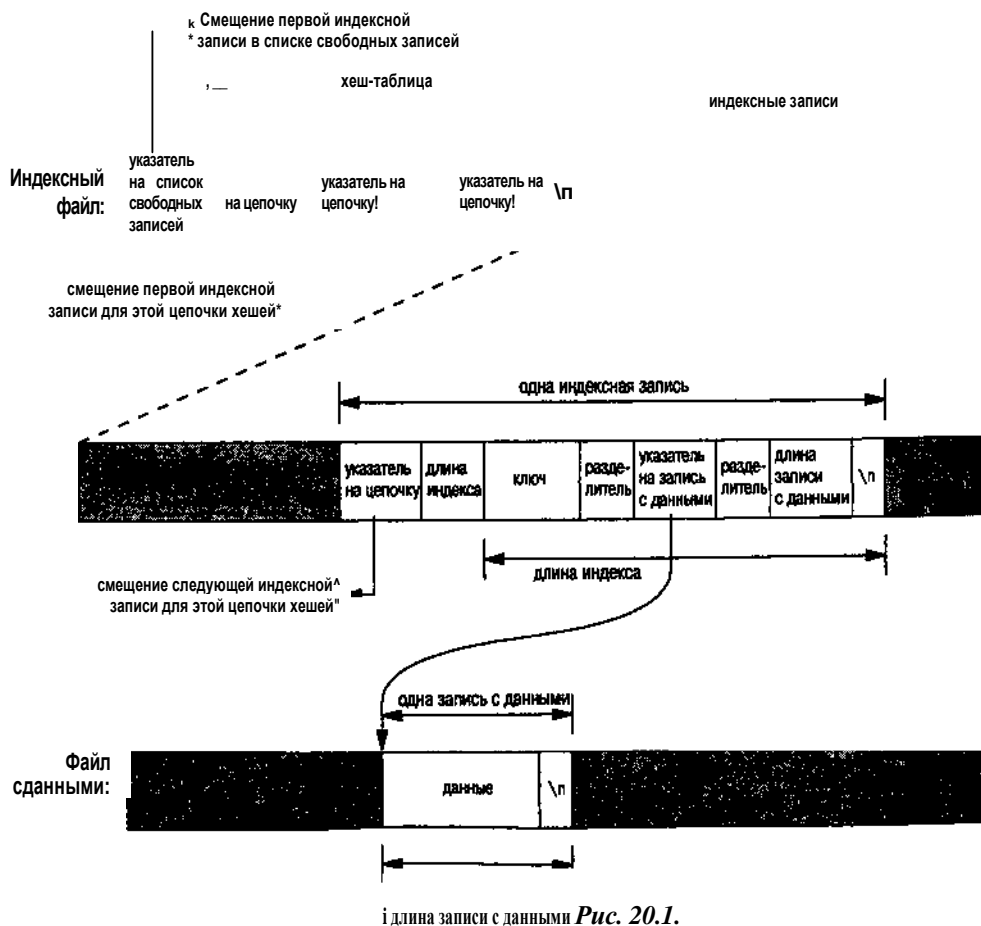 ₖ Смещение первой индексной
* записи в списке свободных записей
, __ хеш-таблица
индексные записи
Индексный
файл:
указатель
на список
свободных
записей
на цепочку
указатель на
цепочку!
указатель на
цепочку!
\п
смещение первой индексной
записи для этой цепочки хешей*
одна индексная запись
указатель
на цепочку
длина
индекса
ключ
разде-
литель
указатель
на запись
с данными
разде-
литель
длина
записи
с данными
\n
длина индекса
смещение следующей индексной^
записи для этой цепочки хешей"
одна запись с данными
Файл
сданными:
данные
\n
i длина записи с данными Рис. 20.1.